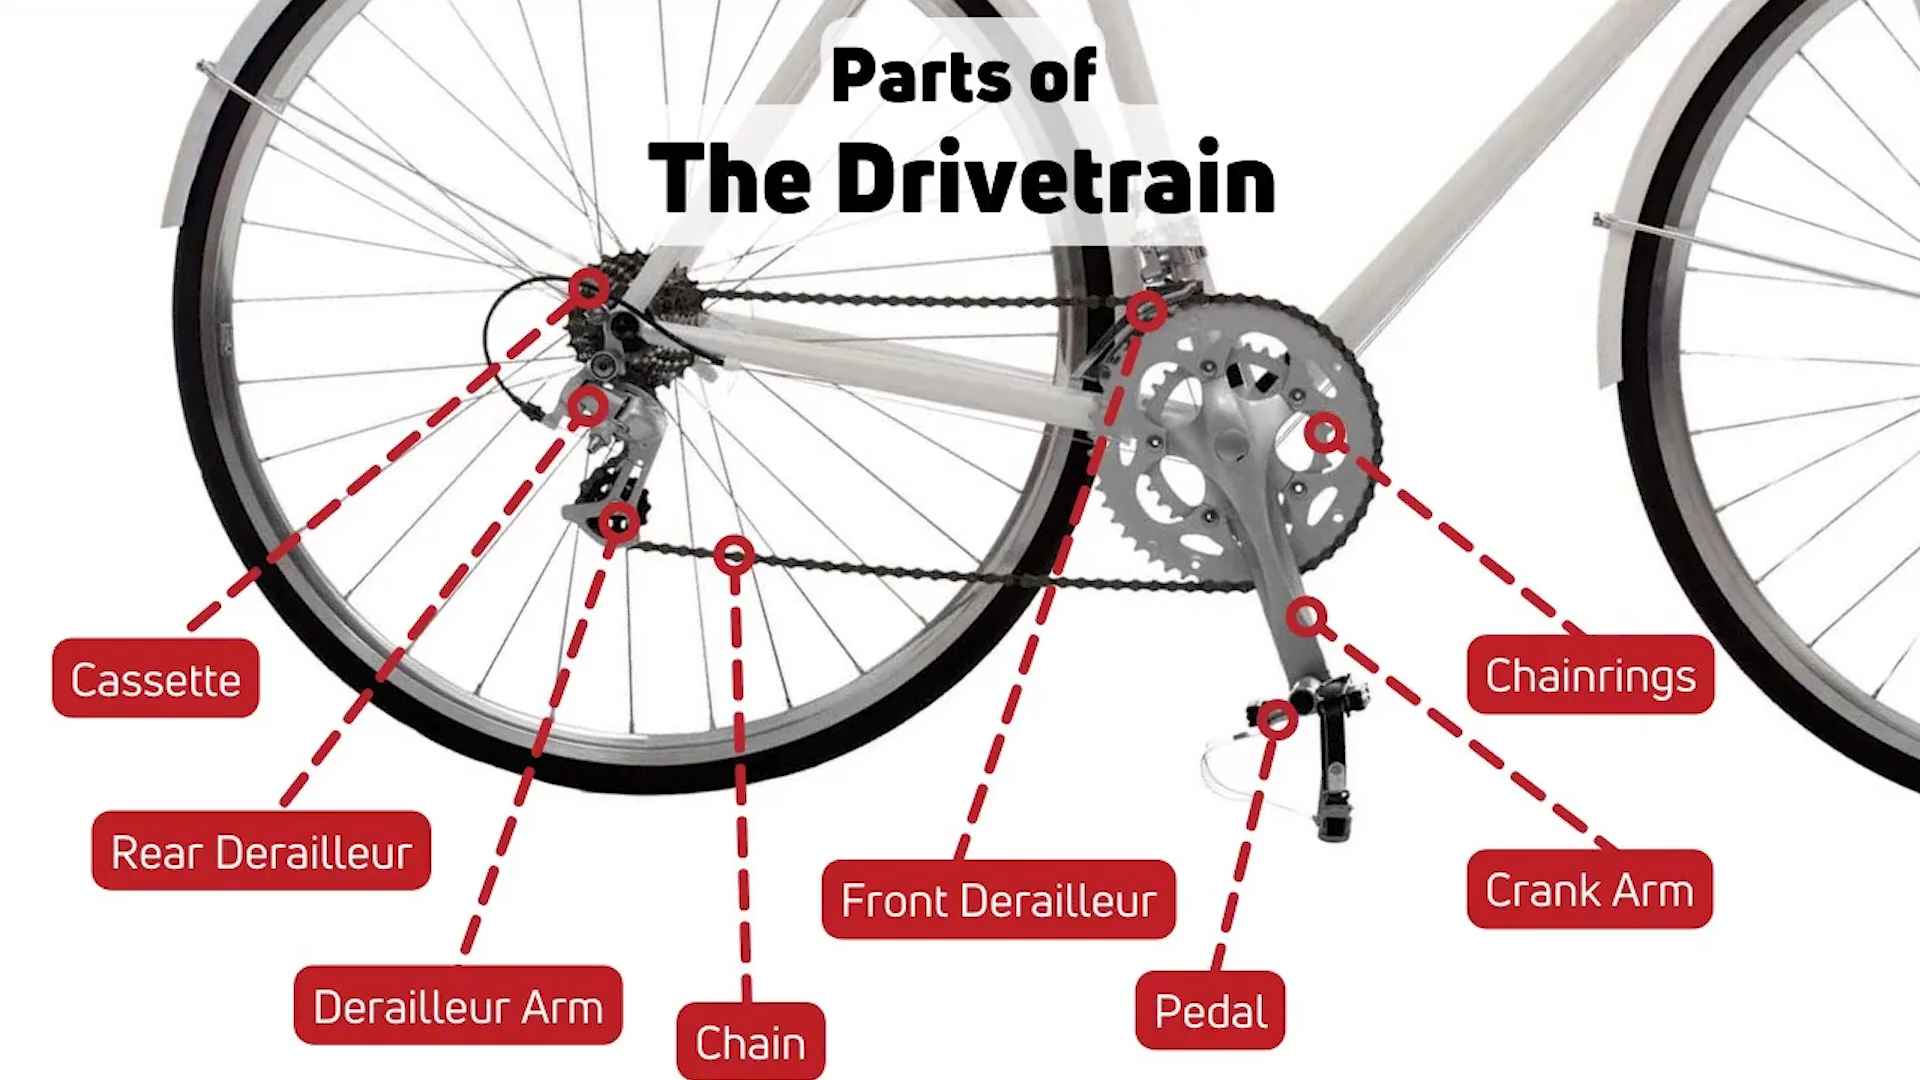 Parts of
The Drivetrain
Cassette
Chainrings
Rear Derailleur
Front Derailleur
Crank Arm
Derailleur Arm
Pedal
Chain